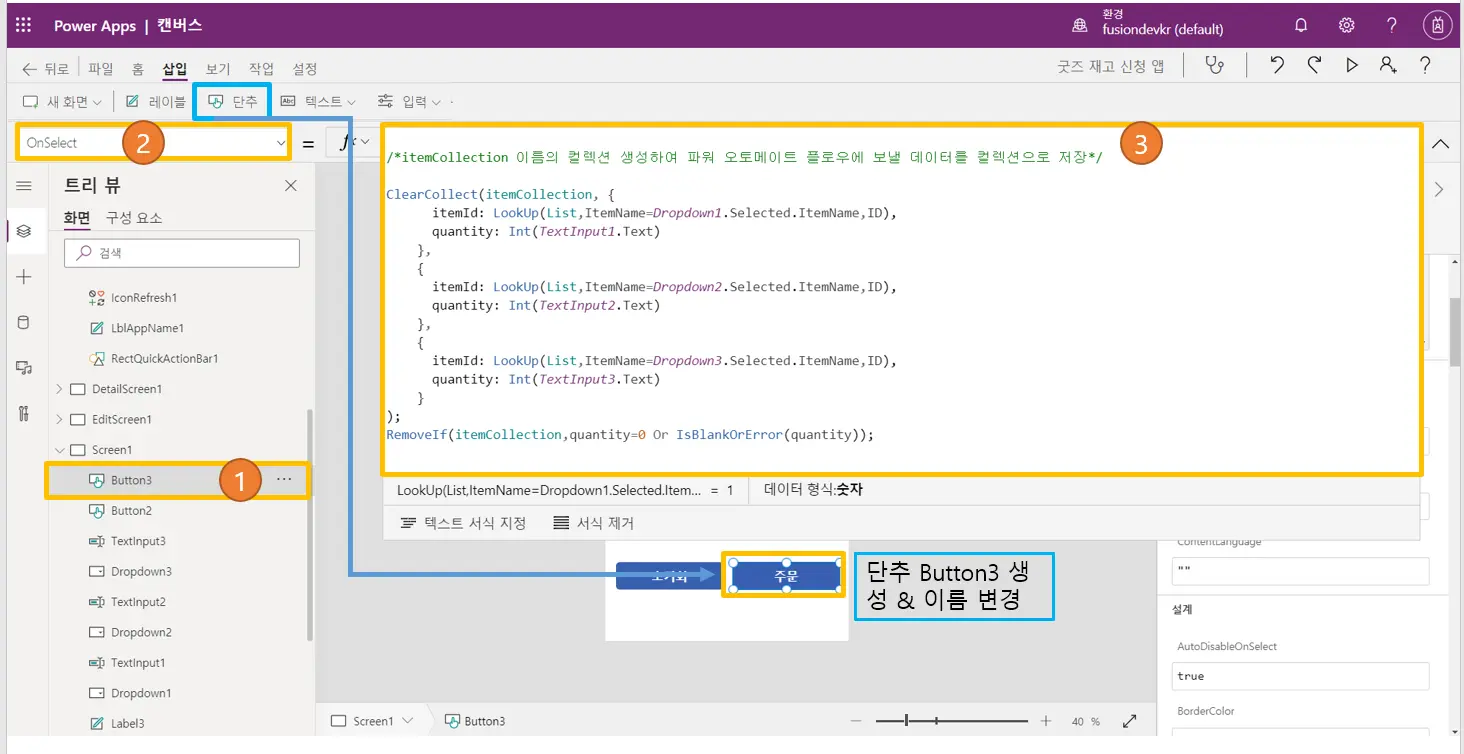 Power Apps | 캔버스
환경
fusiondevkr (default)
뒤로 파일 홈 삽입 보기 작업 설정
굿즈 재고 신청 앱
새 화면 레이블 단추 Abc 텍스트 입력
OnSelect
2
=
fx
3
/*itemCollection 이름의 컬렉션 생성하여 파워 오토메이트 플로우에 보낼 데이터를 컬렉션으로 저장*/
ClearCollect(itemCollection, {
itemId: LookUp(List,ItemName=Dropdown1.Selected.ItemName,ID),
quantity: Int(TextInput1.Text)
},
{
itemId: LookUp(List,ItemName=Dropdown2.Selected.ItemName,ID),
quantity: Int(TextInput2.Text)
},
{
itemId: LookUp(List,ItemName=Dropdown3.Selected.ItemName,ID),
quantity: Int(TextInput3.Text)
}
);
RemoveIf(itemCollection,quantity=0 Or IsBlankOrError(quantity));
LookUp(List,ItemName=Dropdown1.Selected.Item... = 1 데이터 형식:숫자
텍스트 서식 지정 서식 제거
트리 뷰
화면 구성 요소
검색
IconRefresh1
LblAppName1
RectQuickActionBar1
DetailScreen1
EditScreen1
Screen1
Button3 1 ...
Button2
TextInput3
Dropdown3
TextInput2
Dropdown2
TextInput1
Dropdown1
Label3
초기화 주문
단추 Button3 생
성 & 이름 변경
ContentLanguage
""
설계
AutoDisableOnSelect
true
BorderColor
Screen1 Button3
40 %